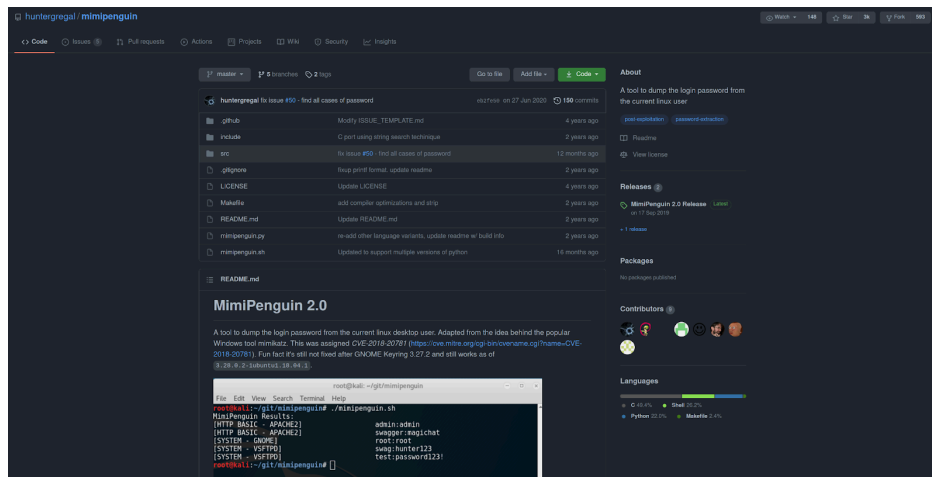 huntergregal / mimipenguin
Watch 148 Star 3k Fork 593
Code Issues 8 Pull requests Actions Projects Wiki Security Insights
master 5 branches 2 tags Go to file Add file Code
huntergregal fix issue #50 - find all cases of password on 27 Jun 2020 150 commits
.github Modify ISSUE_TEMPLATE.md 4 years ago
include C port using string search techinique 2 years ago
src fix issue #50 - find all cases of password 12 months ago
.gitignore fixup printf format. update readme 2 years ago
LICENSE Update LICENSE 4 years ago
Makefile add compiler optimizations and strip 2 years ago
README.md Update README.md 2 years ago
mimipenguin.py re-add other language variants, update readme w/ build info 2 years ago
mimipenguin.sh Updated to support multiple versions of python 16 months ago
README.md
MimiPenguin 2.0
A tool to dump the login password from the current linux desktop user. Adapted from the idea behind the popular
Windows tool mimikatz. This was assigned CVE-2018-20781 (https://cve.mitre.org/cgi-bin/cvename.cgi?name=CVE-
2018-20781). Fun fact it's still not fixed after GNOME Keyring 3.27.2 and still works as of
3.28.0.2-1ubuntu1.18.04.1.
root@kali: ~/git/mimipenguin
File Edit View Search Terminal Help
root@kali:~/git/mimipenguin# ./mimipenguin.sh
MimiPenguin Results:
[HTTP BASIC - APACHE2] admin:admin
[HTTP BASIC - APACHE2] swagger:magichat
[SYSTEM - GNOME] root:root
[SYSTEM - VSFTPD] swag:hunter123
[SYSTEM - VSFTPD] test:password123!
root@kali:~/git/mimipenguin#
About
A tool to dump the login password from
the current linux user
post-exploitation password-extraction
Readme
View license
Releases 2
MimiPenguin 2.0 Release Latest
on 17 Sep 2019
+ 1 release
Packages
No packages published
Contributors
Languages
C Shell
Python Makefile 2.4%